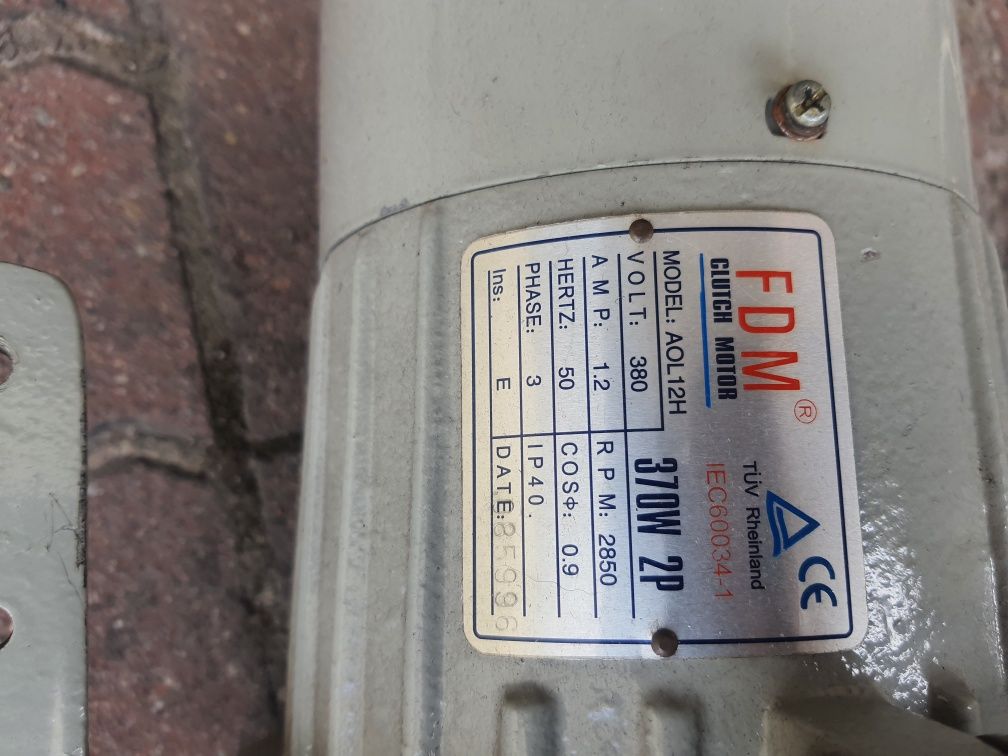 FDM®
CLUTCH MOTOR
CE
TÜV Rheinland
IEC60034-1
MODEL: AOL12H
370W 2P
VOLT: 380
AMP: 1.2
RPM: 2850
HERTZ: 50
COSΦ: 0.9
PHASE: 3
IP40.
Ins: E
DATE: